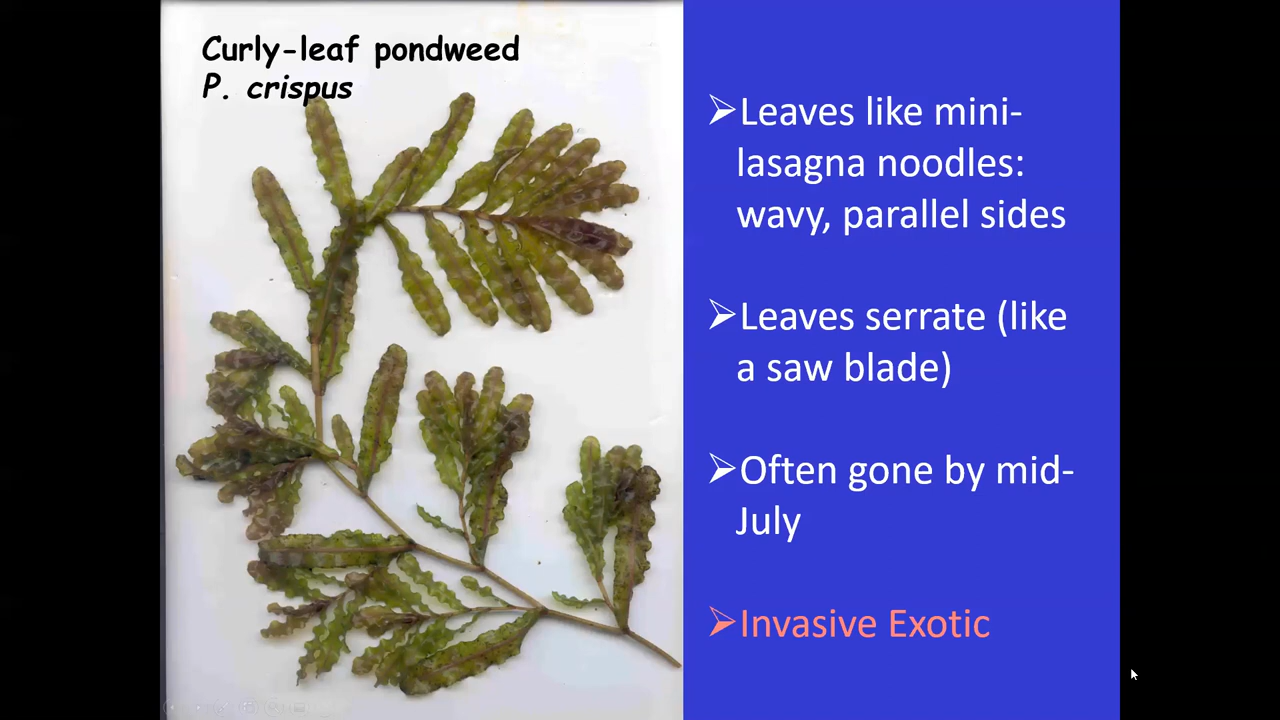 Curly-leaf pondweed
P. crispus
➢Leaves like mini-
lasagna noodles:
wavy, parallel sides
➢Leaves serrate (like
a saw blade)
➢Often gone by mid-
July
➢Invasive Exotic